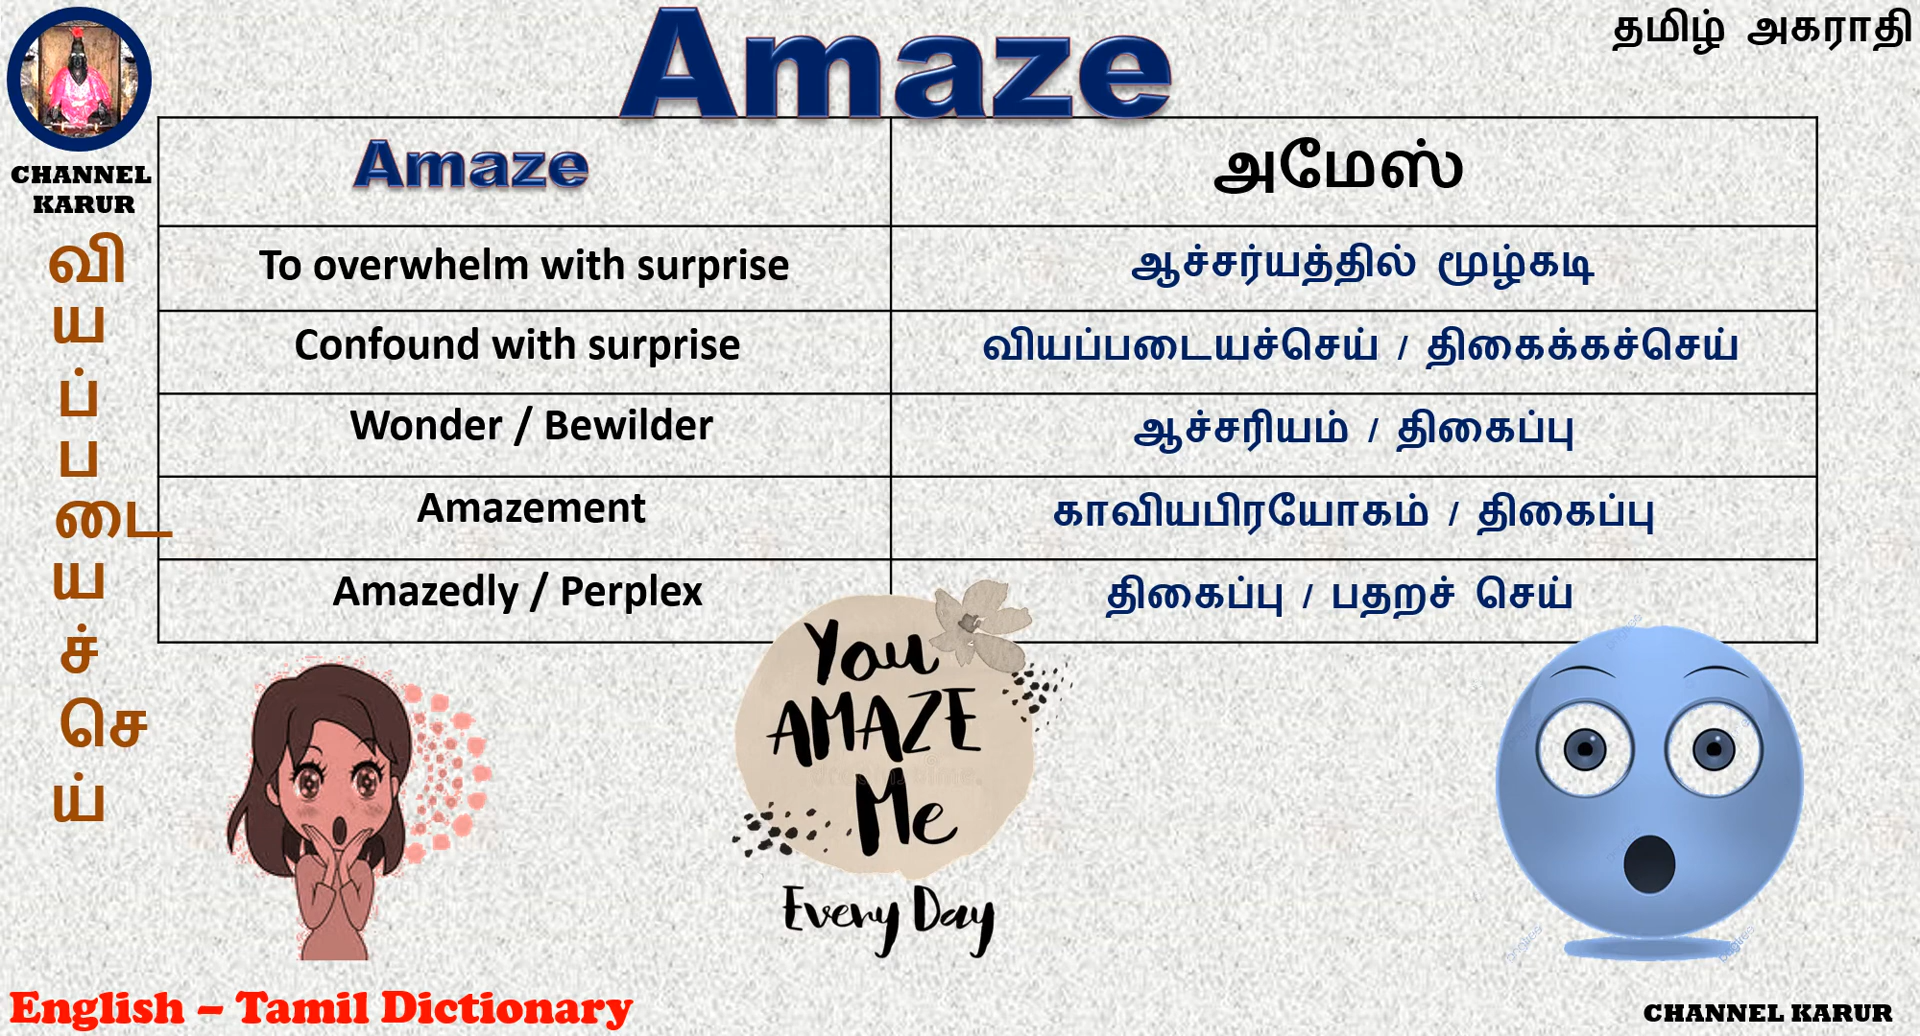 Amaze
தமிழ் அகராதி
CHANNEL
KARUR
Amaze அமேஸ்
To overwhelm with surprise ஆச்சர்யத்தில் மூழ்கடி
Confound with surprise வியப்படையச்செய் / திகைக்கச்செய்
Wonder / Bewilder ஆச்சரியம் / திகைப்பு
Amazement காவியபிரயோகம் / திகைப்பு
Amazedly / Perplex திகைப்பு / பதறச் செய்
வி
ய
ப்
ப
டை
ய
ச்
செ
ய்
You
AMAZE
Me
Every Day
English – Tamil Dictionary
CHANNEL KARUR